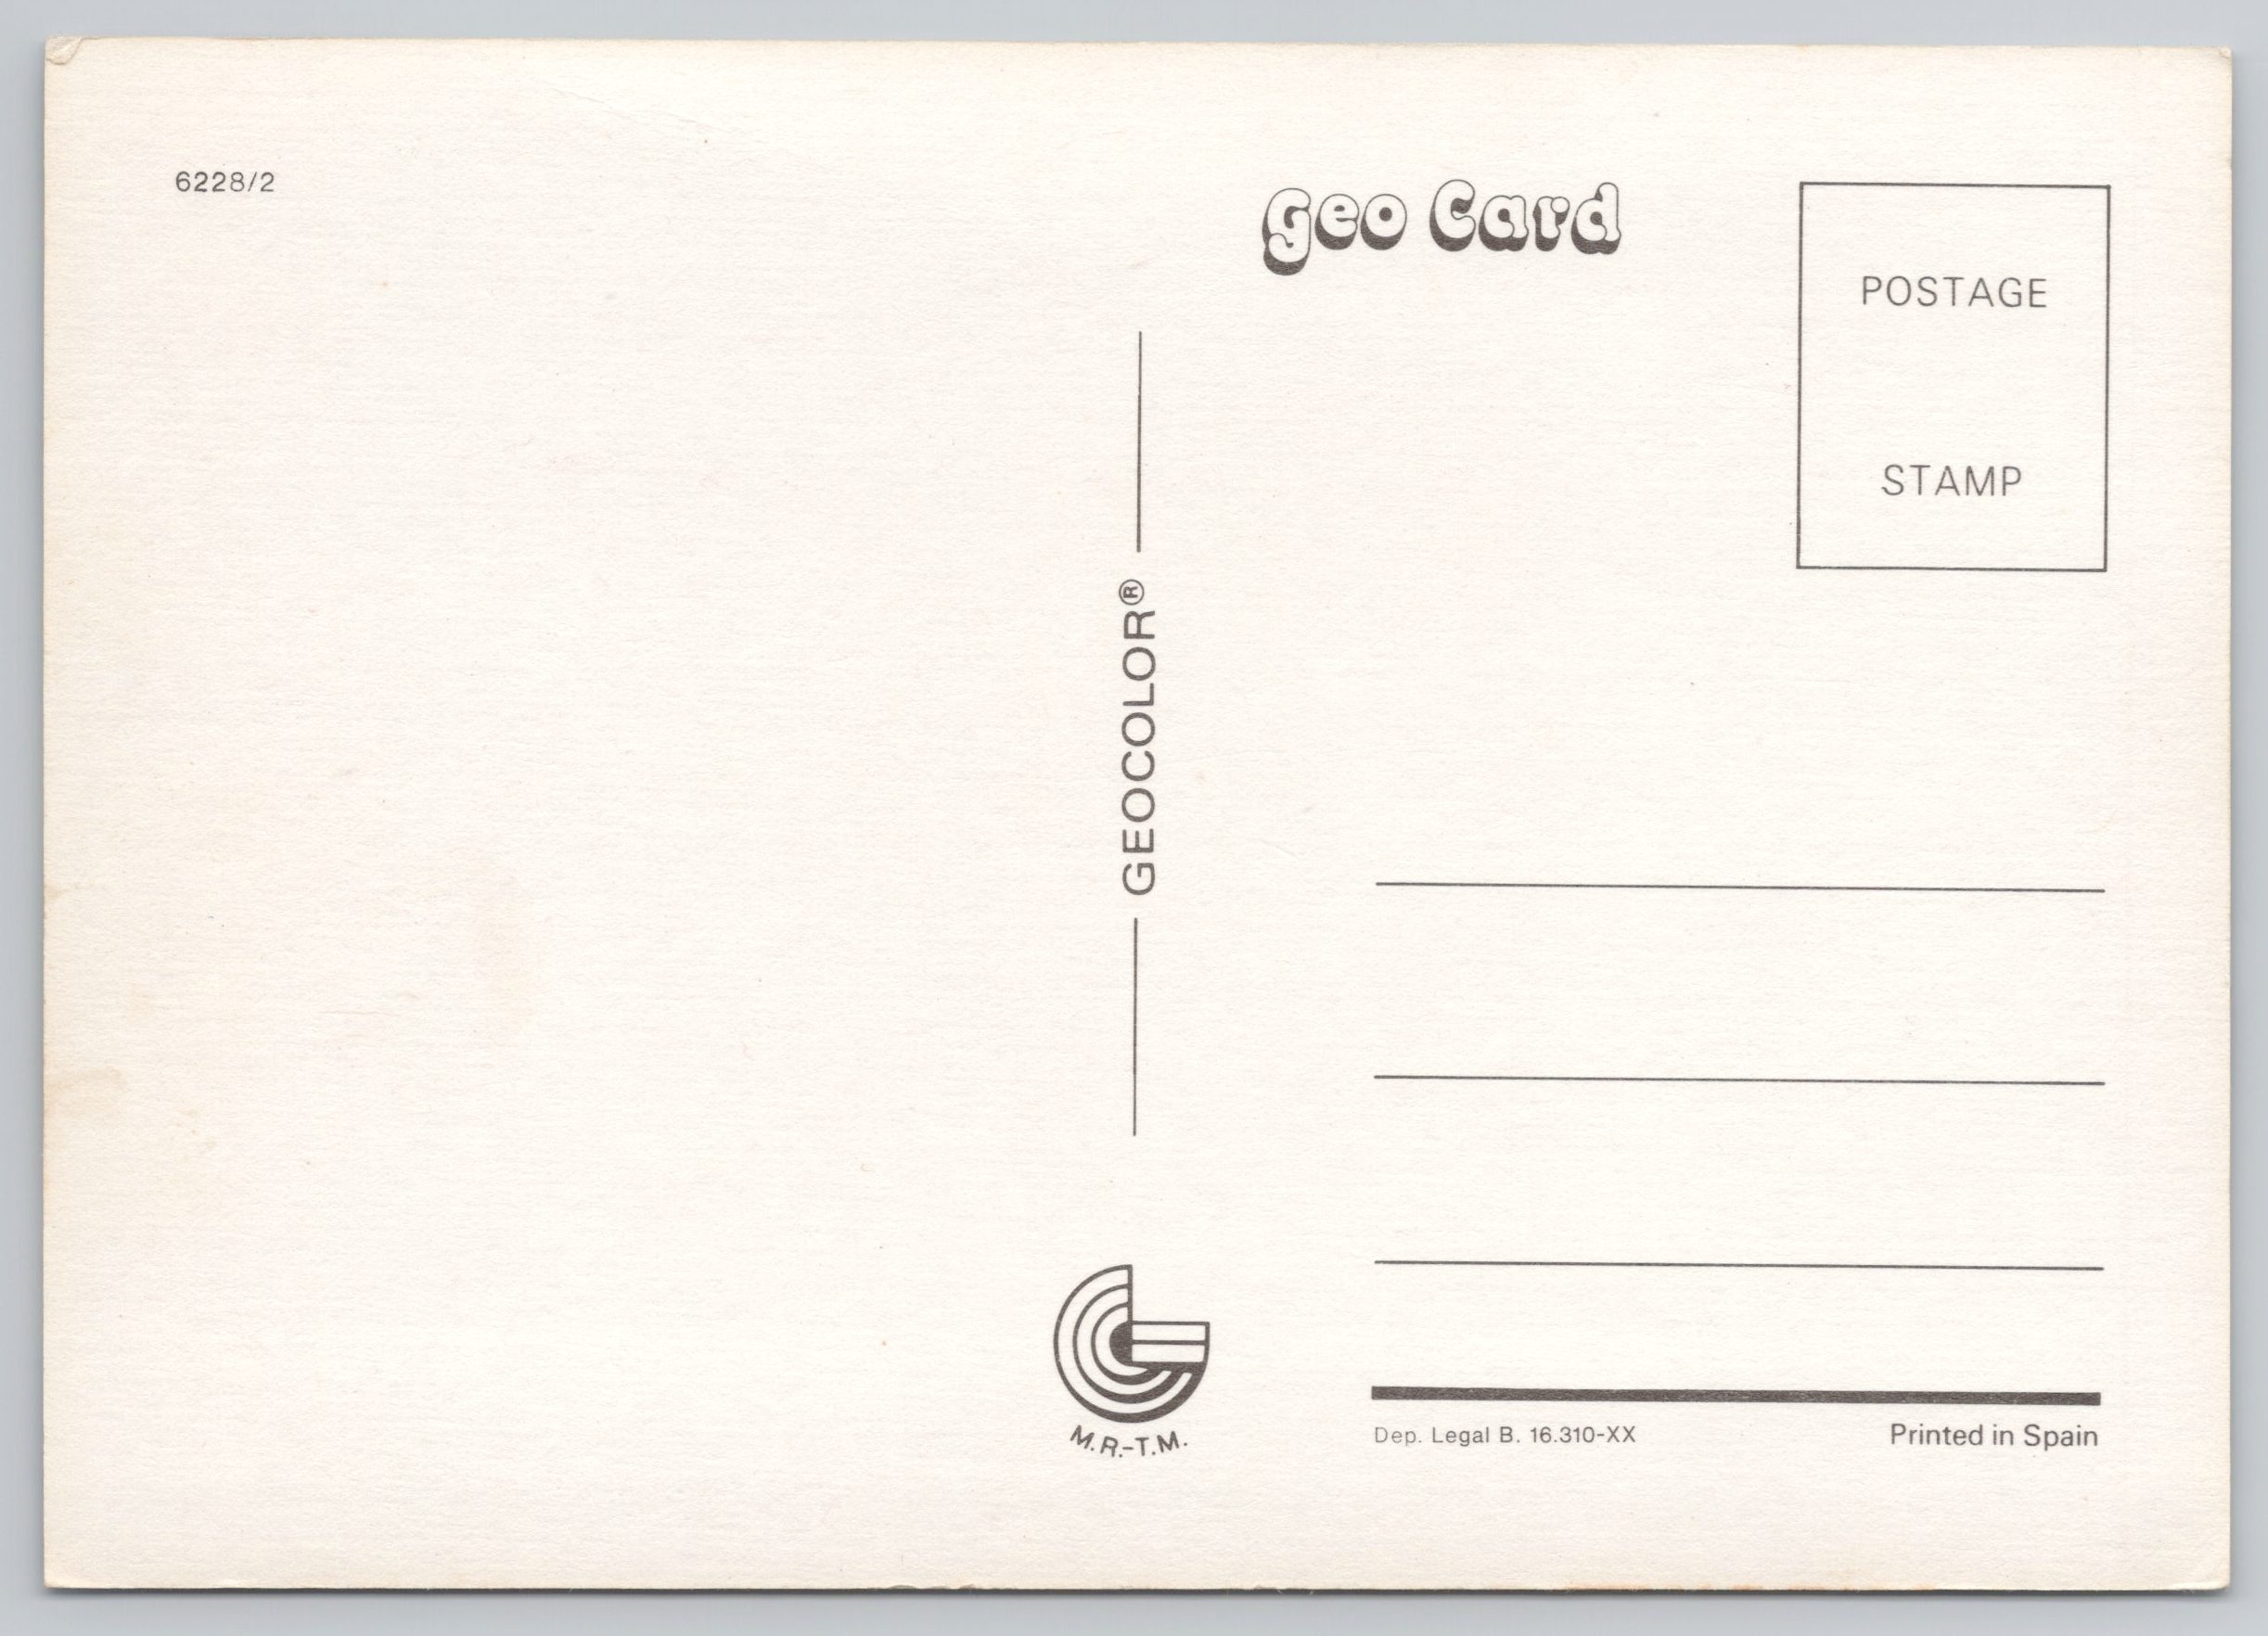 6228/2
geo Card
POSTAGE
STAMP
GEOCOLOR®
M.R.-T.M.
Dep. Legal B. 16.310-XX
Printed in Spain